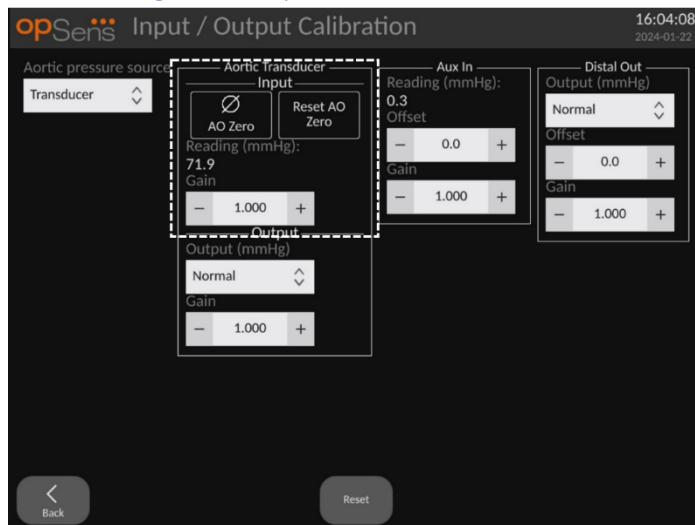 opSens Input / Output Calibration
16:04:08
2024-01-22
Aortic pressure source
Transducer
Aortic Transducer
Input
AO Zero
Reset AO
Zero
Reading (mmHg):
71.9
Gain
− 1.000 +
Output
Output (mmHg)
Normal
Gain
− 1.000 +
Aux In
Reading (mmHg):
0.3
Offset
− 0.0 +
Gain
− 1.000 +
Distal Out
Output (mmHg)
Normal
Offset
− 0.0 +
Gain
− 1.000 +
Back
Reset